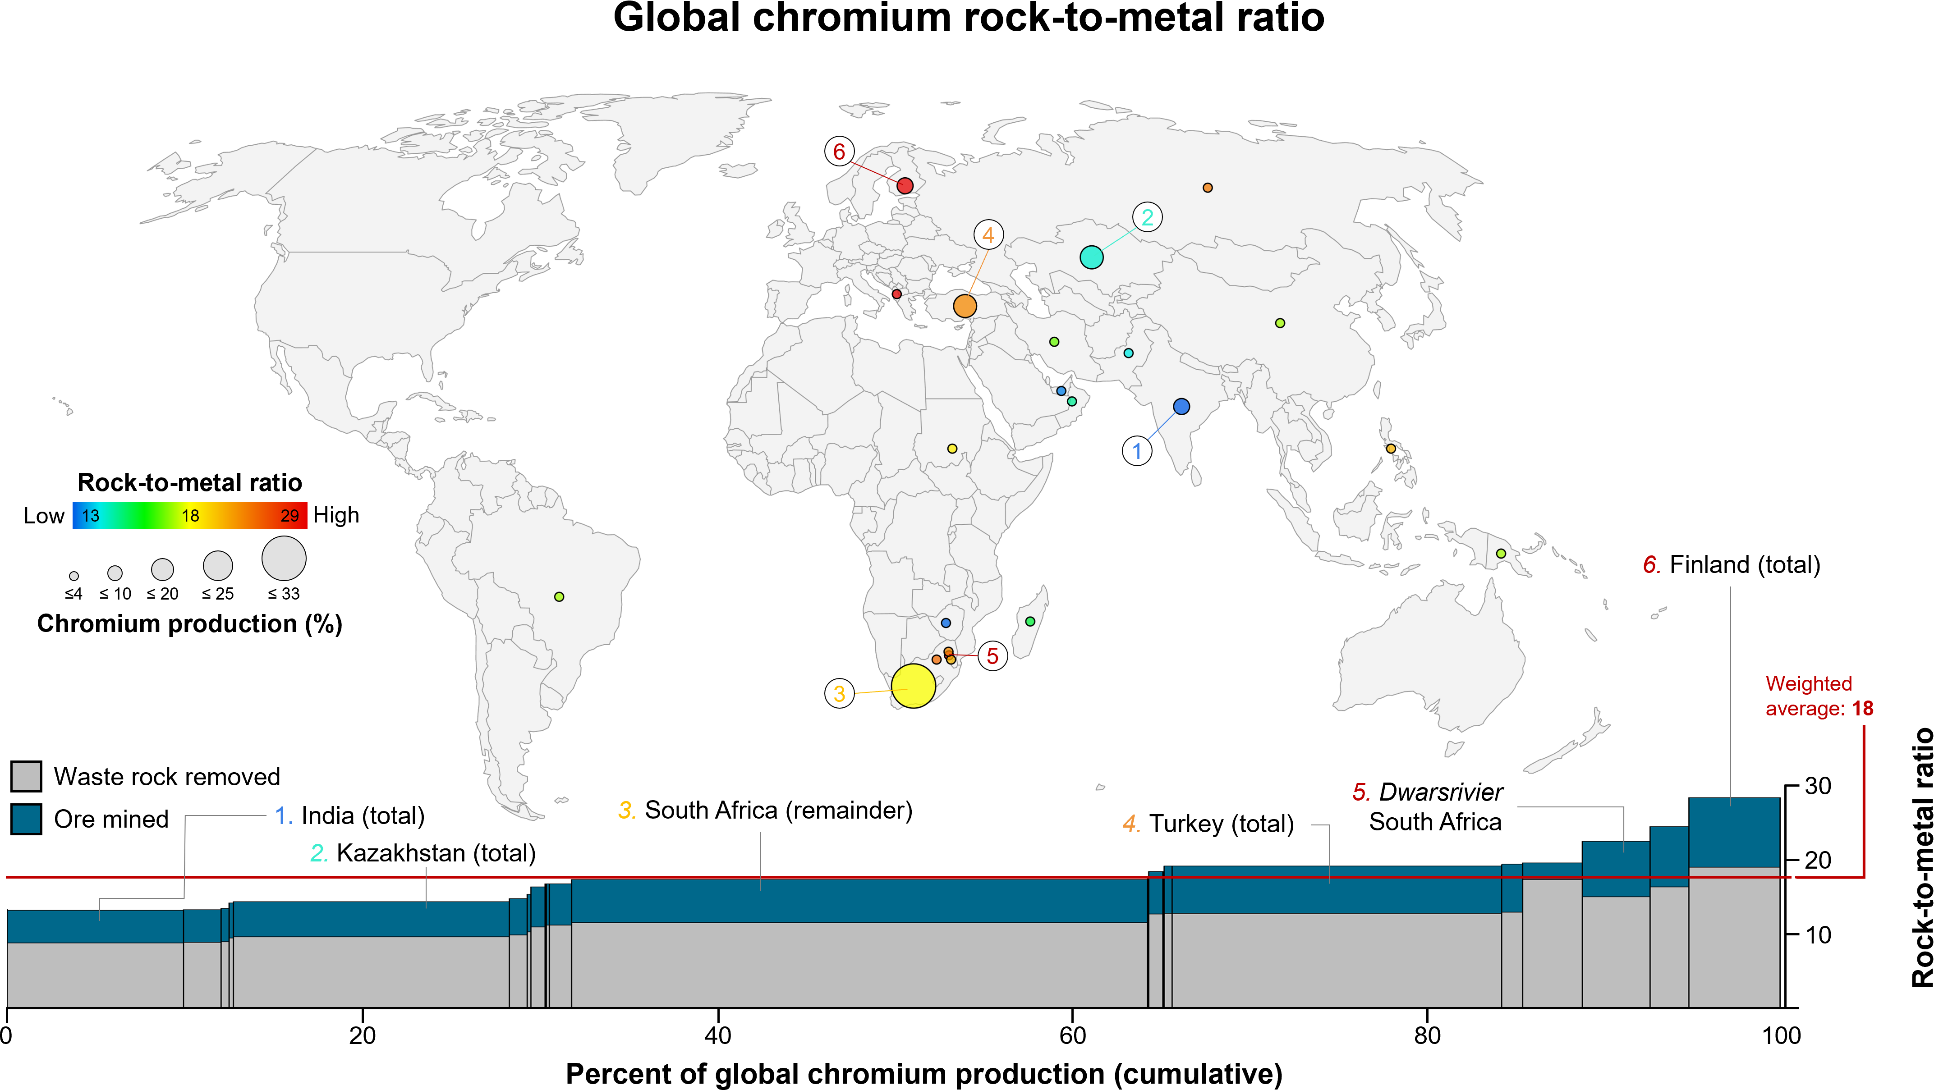 Global chromium rock-to-metal ratio
6
2
4
1
3
5
Rock-to-metal ratio
Low 13 18 29 High
≤4 ≤ 10 ≤ 20 ≤ 25 ≤ 33
Chromium production (%)
6. Finland (total)
Weighted
average: 18
Waste rock removed
Ore mined
1. India (total)
2. Kazakhstan (total)
3. South Africa (remainder)
4. Turkey (total)
5. Dwarsrivier
South Africa
30
20
10
Rock-to-metal ratio
0 20 40 60 80 100
Percent of global chromium production (cumulative)